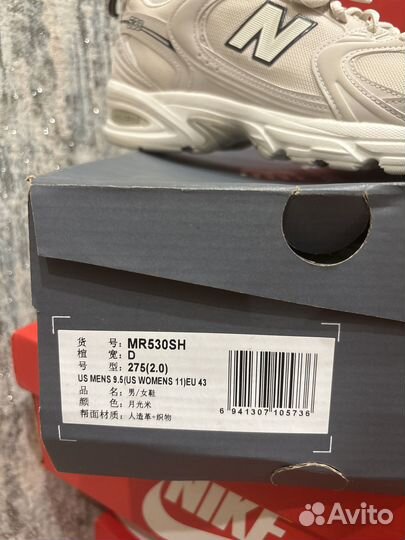 530
N
货 号: MR530SH
楦 宽: D
号 型: 275(2.0)
US MENS 9.5(US WOMENS 11)EU 43
品 名: 男/女鞋
颜 色: 月光米
帮面材质: 人造革+织物
6 941307 105736
NIKE
Avito